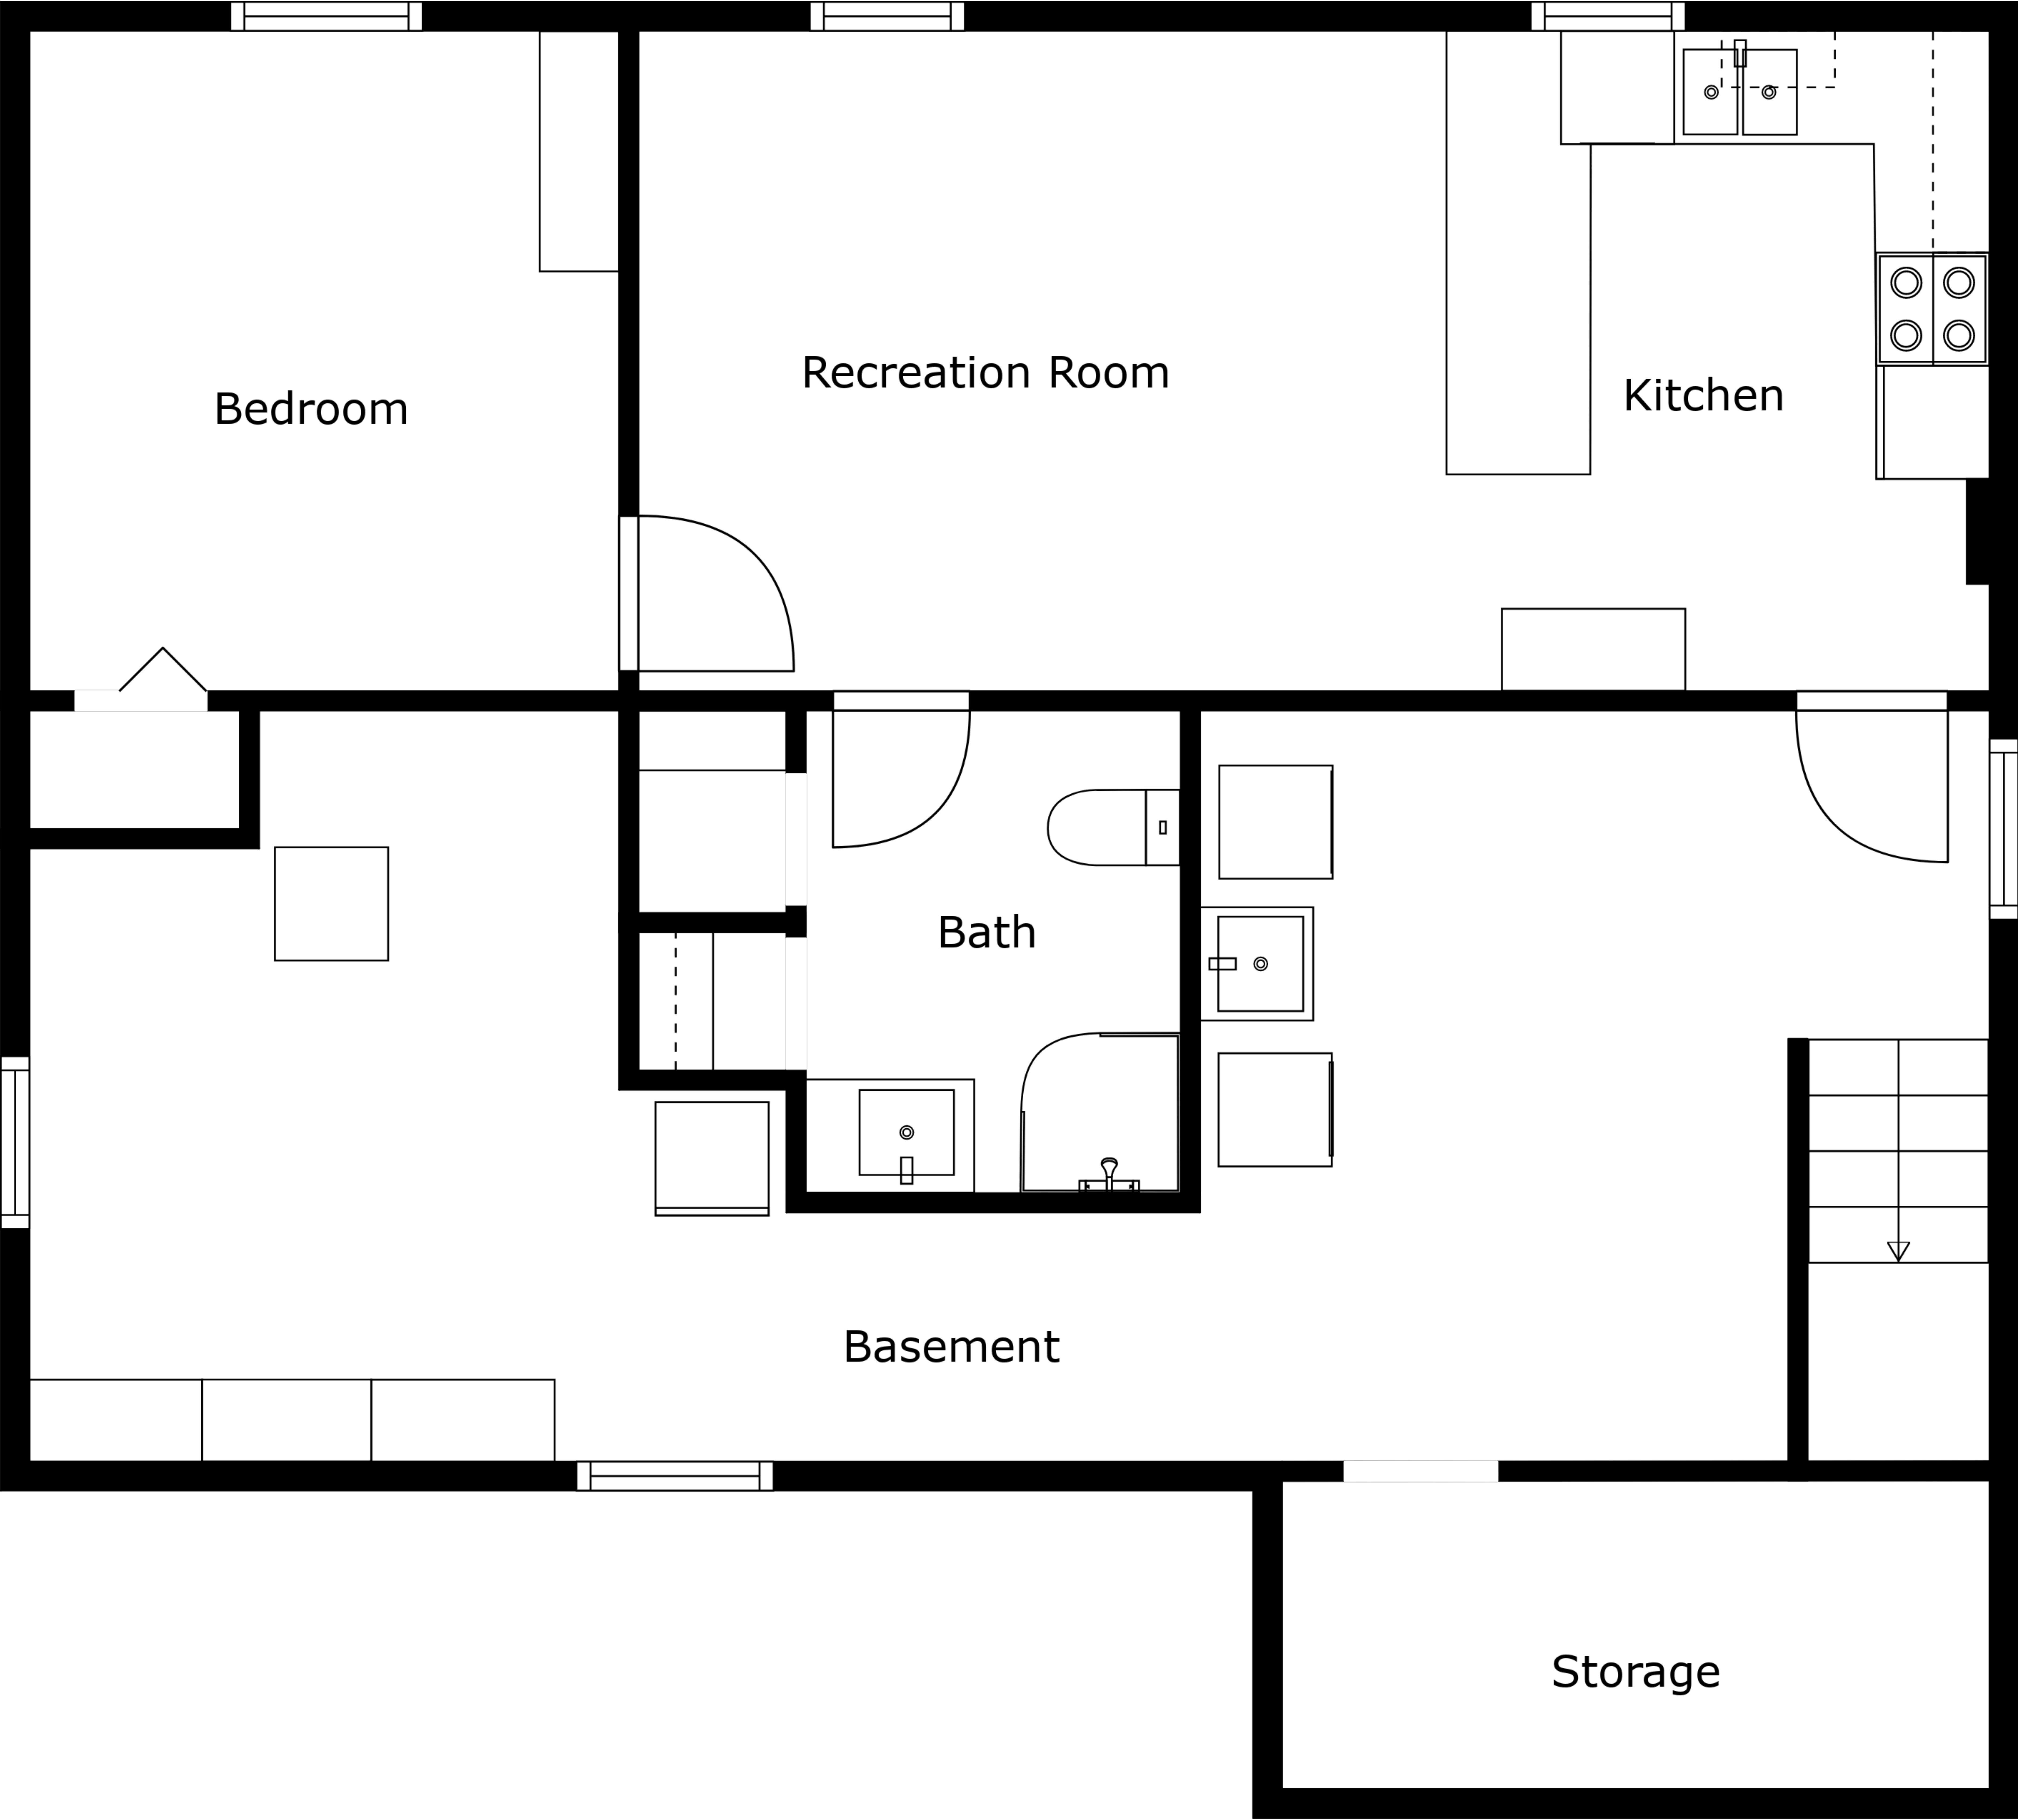 Recreation Room
Kitchen
Bedroom
Bath
Basement
Storage